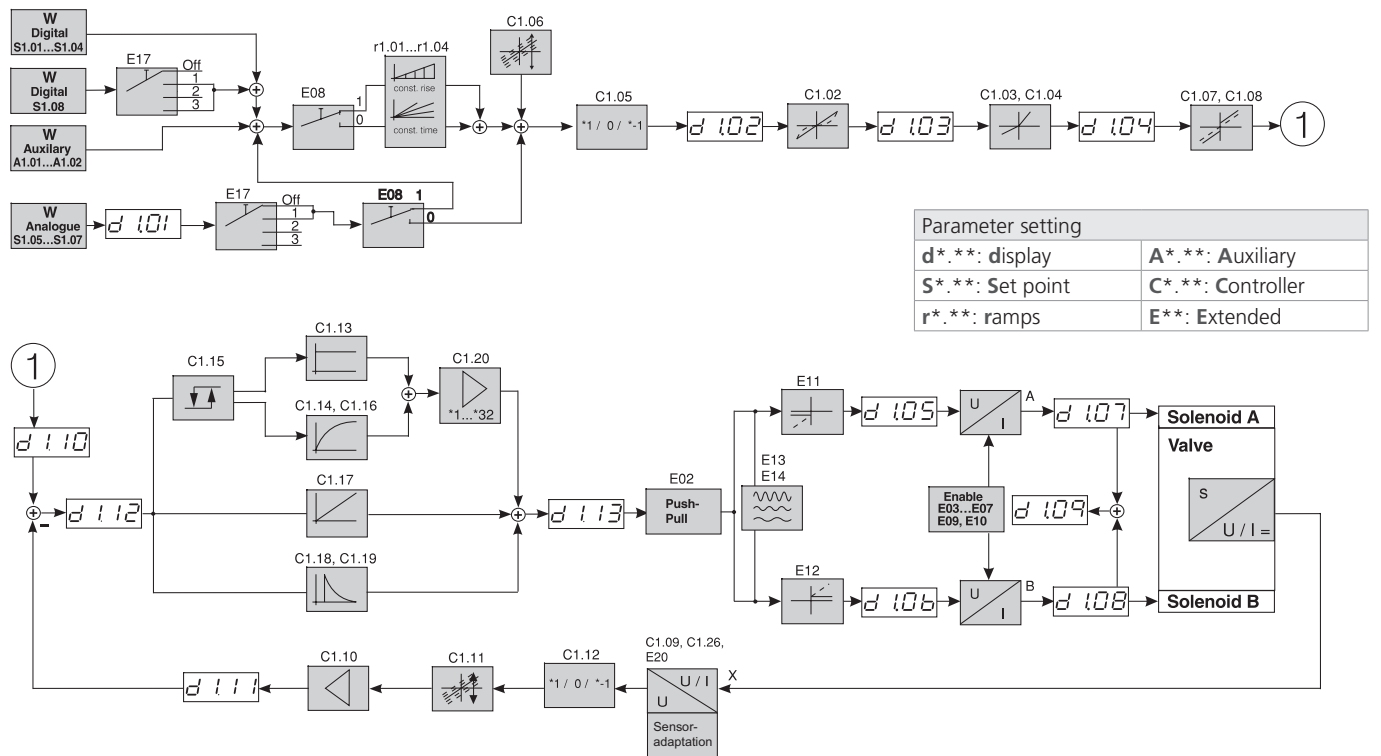 W
Digital
S1.01...S1.04
W
Digital
S1.08
E17
Off
1
2
3
W
Auxilary
A1.01...A1.02
W
Analogue
S1.05...S1.07
d 1.01
E17
Off
1
2
3
E08
1
0
E08 1
0
r1.01...r1.04
const. rise
const. time
C1.06
C1.05
*1 / 0 / *-1
d 1.02
C1.02
d 1.03
C1.03, C1.04
d 1.04
C1.07, C1.08
1
Parameter setting
d*.**: display A*.**: Auxiliary
S*.**: Set point C*.**: Controller
r*.**: ramps E**: Extended
1
d 1.10
-
d 1.12
C1.15
C1.13
C1.14, C1.16
C1.20
*1...*32
C1.17
C1.18, C1.19
d 1.13
E02
Push-
Pull
E13
E14
E11
d 1.05
U
I
A
d 1.07
Enable
E03...E07
E09, E10
d 1.09
E12
d 1.06
U
I
B
d 1.08
Solenoid A
Valve
S
U / I =
Solenoid B
X
C1.09, C1.26,
E20
U / I
U
Sensor-
adaptation
C1.12
*1 / 0 / *-1
C1.11
C1.10
d 1.11